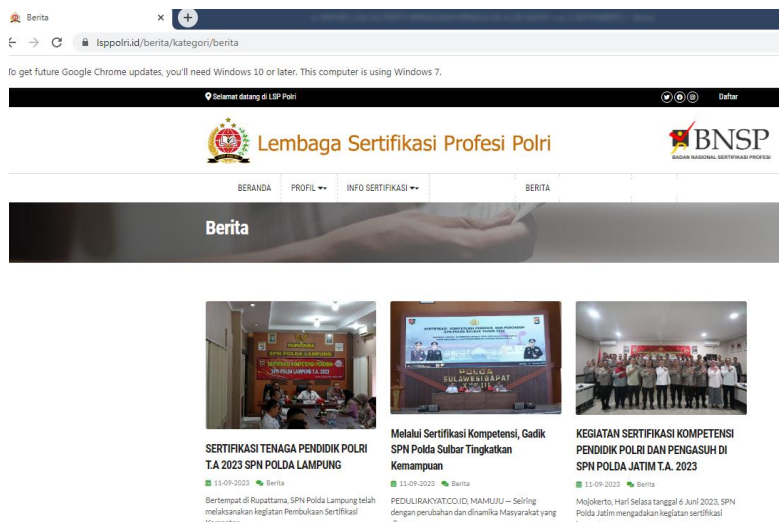 Berita
lsppolri.id/berita/kategori/berita
To get future Google Chrome updates, you'll need Windows 10 or later. This computer is using Windows 7.
Selamat datang di LSP Polri
Daftar
Lembaga Sertifikasi Profesi Polri
BNSP
BADAN NASIONAL SERTIFIKASI PROFESI
BERANDA PROFIL INFO SERTIFIKASI BERITA
Berita
SPN POLDA LAMPUNG
SERTIFIKASI KOMPETENSI PENDIDIK
SPN POLDA LAMPUNG T.A. 2023
POLDA
SULAWESI BARAT
SERTIFIKASI TENAGA PENDIDIK POLRI
T.A 2023 SPN POLDA LAMPUNG
11-09-2023 Berita
Bertempat di Rupattama, SPN Polda Lampung telah
melaksanakan kegiatan Pembukaan Sertifikasi
Melalui Sertifikasi Kompetensi, Gadik
SPN Polda Sulbar Tingkatkan
Kemampuan
11-09-2023 Berita
PEDULIRAKYAT.CO.ID, MAMUJU — Seiring
dengan perubahan dan dinamika Masyarakat yang
KEGIATAN SERTIFIKASI KOMPETENSI
PENDIDIK POLRI DAN PENGASUH DI
SPN POLDA JATIM T.A. 2023
11-09-2023 Berita
Mojokerto, Hari Selasa tanggal 6 Juni 2023, SPN
Polda Jatim mengadakan kegiatan sertifikasi